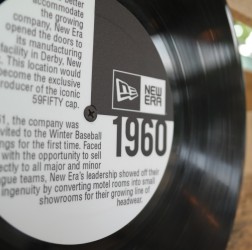 accommodate
the growing
company, New Era
opened the doors to
Its manufacturing
facility in Derby, New
This location would
become the exclusive
producer of the iconic
59FIFTY cap.
NEW
ERA
1960
the company was
to the Winter Baseball
for the first time. Faced
with the opportunity to sell
to all major and minor
teams, New Era's leadership showed off their
ingenuity by converting motel rooms into small
showrooms for their growing line of
headwear.